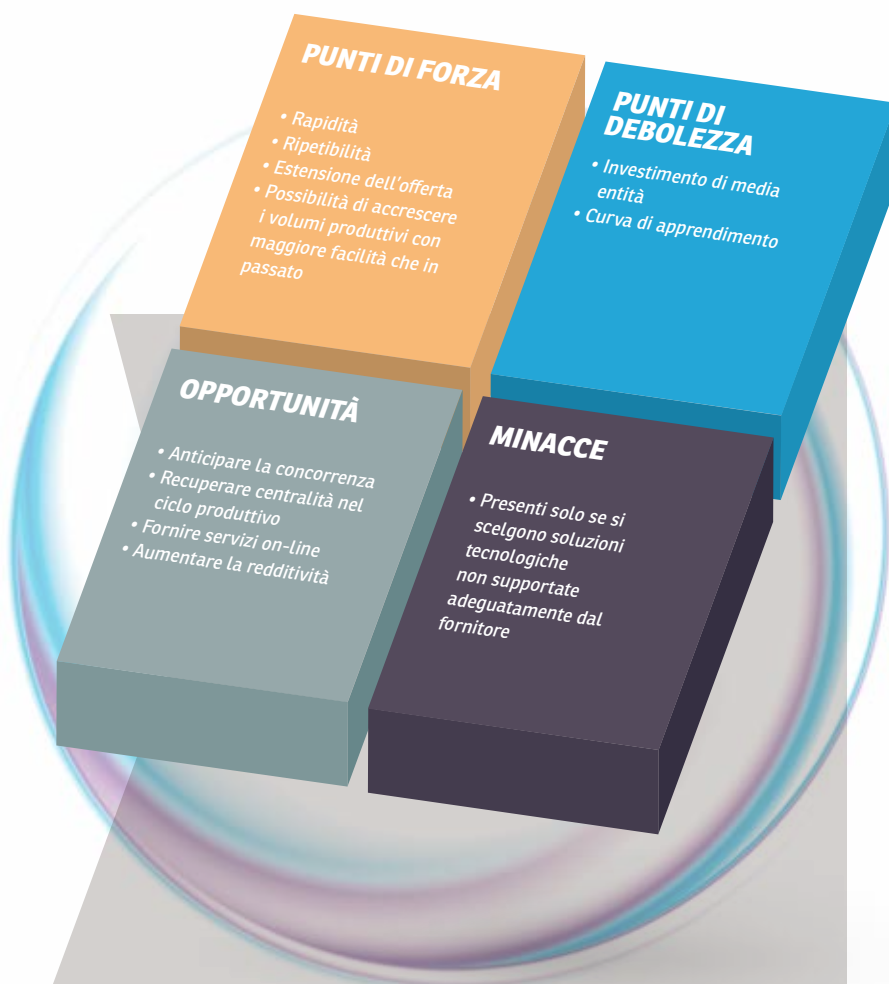 PUNTI DI FORZA
• Rapidità
• Ripetibilità
• Estensione dell'offerta
• Possibilità di accrescere
i volumi produttivi con
maggiore facilità che in
passato
PUNTI DI
DEBOLEZZA
• Investimento di media
entità
• Curva di apprendimento
OPPORTUNITÀ
• Anticipare la concorrenza
• Recuperare centralità nel
ciclo produttivo
• Fornire servizi on-line
• Aumentare la redditività
MINACCE
• Presenti solo se si
scelgono soluzioni
tecnologiche
non supportate
adeguatamente dal
fornitore